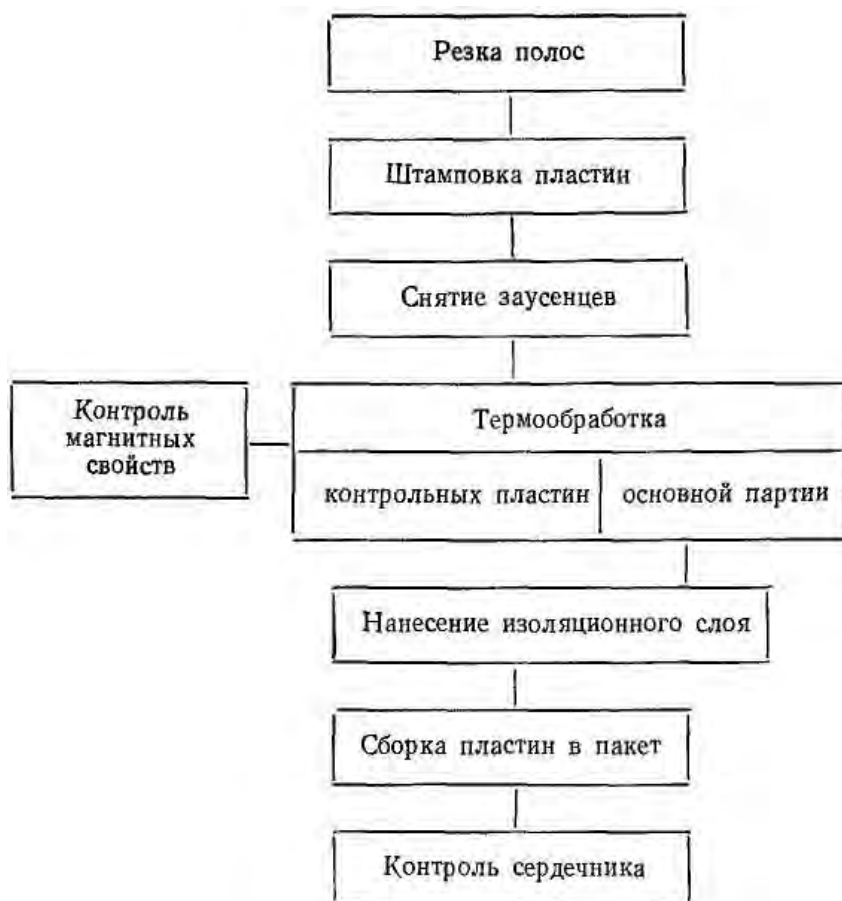 Резка полос
Штамповка пластин
Снятие заусенцев
Контроль
магнитных
свойств
Термообработка
контрольных пластин
основной партии
Нанесение изоляционного слоя
Сборка пластин в пакет
Контроль сердечника